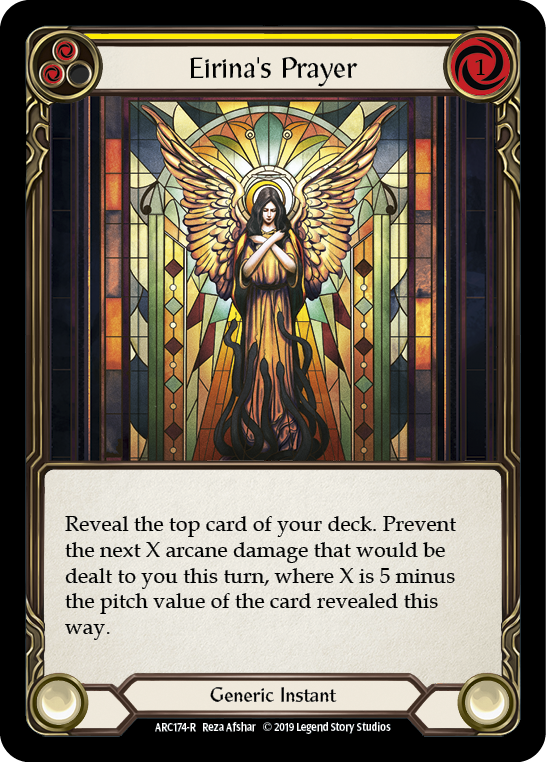 Eirina's Prayer
1
Reveal the top card of your deck. Prevent
the next X arcane damage that would be
dealt to you this turn, where X is 5 minus
the pitch value of the card revealed this
way.
Generic Instant
ARC174-R Reza Afshar © 2019 Legend Story Studios